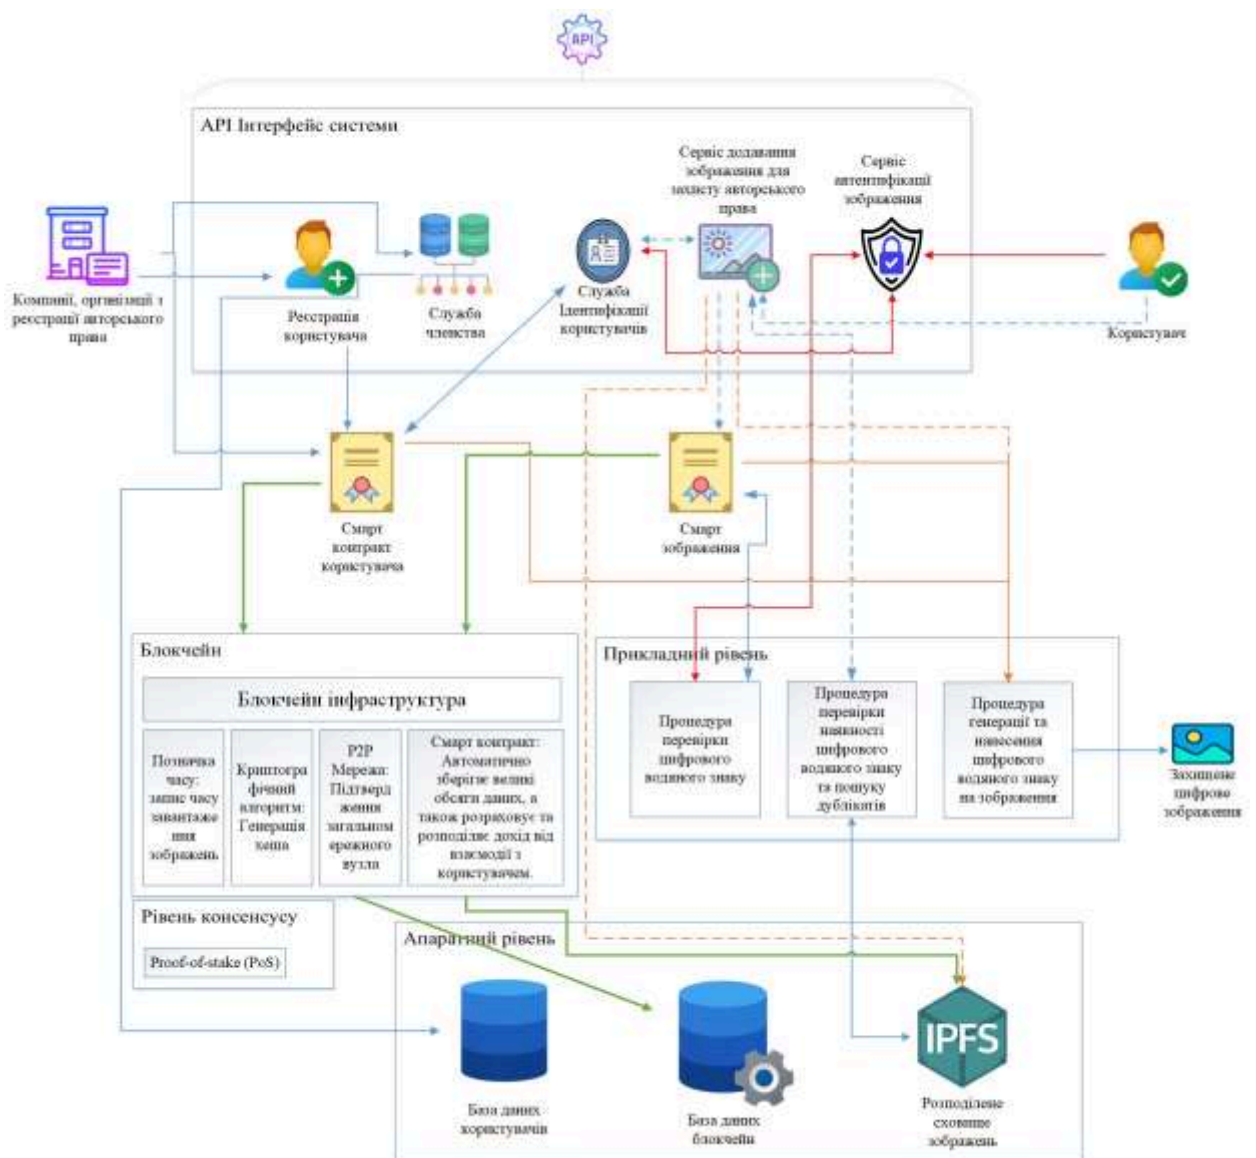 API
API Інтерфейс системи
Сервіс додавання
зображення для
захисту авторського
права
Сервіс
автентифікації
зображення
Компанії, організації з
реєстрації авторського
права
Реєстрація
користувача
Служба
членства
Служба
Ідентифікації
користувачів
Користувач
Смарт
контракт
користувача
Смарт
зображення
Блокчейн
Блокчейн інфраструктура
Позначка
часу:
запис часу
завантаже
ння
зображень
Криптогра
фічний
алгоритм:
Генерація
хеша
P2P
Мережа:
Підтверд
ження
загальном
ережного
вузла
Смарт контракт:
Автоматично
зберігає великі
обсяги даних, а
також розраховує та
розподіляє дохід від
взаємодії з
користувачем.
Прикладний рівень
Процедура
перевірки
цифрового
водяного знаку
Процедура
перевірки
наявності
цифрового
водяного знаку
та пошуку
дублікатів
Процедура
генерації та
нанесення
цифрового
водяного знаку
на зображення
Захищене
цифрове
зображення
Рівень консенсусу
Proof-of-stake (PoS)
Апаратний рівень
База даних
користувачів
База даних
блокчейн
IPFS
Розподілене
сховище
зображень